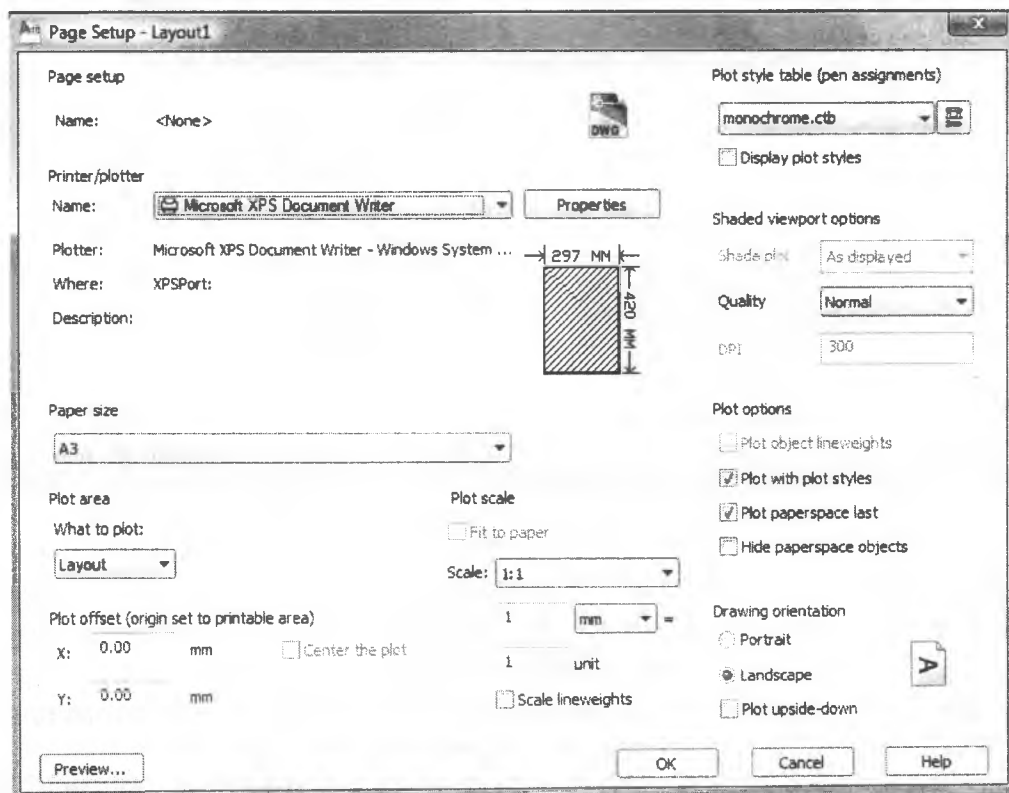 Page Setup - Layout1
Page setup
Name: <None>
DWG
Printer/plotter
Name: Microsoft XPS Document Writer Properties
Plotter: Microsoft XPS Document Writer - Windows System ...
Where: XPSPort:
Description:
297 MM
420 MM
Paper size
A3
Plot area
What to plot:
Layout
Plot scale
Fit to paper
Scale: 1:1
1 mm =
1 unit
Scale lineweights
Plot offset (origin set to printable area)
X: 0.00 mm Center the plot
Y: 0.00 mm
Plot style table (pen assignments)
monochrome.ctb
Display plot styles
Shaded viewport options
Shade plot As displayed
Quality Normal
DPI 300
Plot options
Plot object lineweights
Plot with plot styles
Plot paperspace last
Hide paperspace objects
Drawing orientation
Portrait
Landscape
A
Plot upside-down
Preview... OK Cancel Help